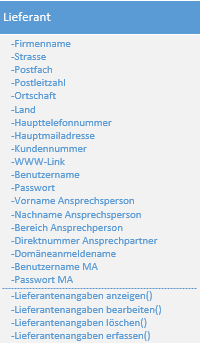 Lieferant
-Firmenname
-Strasse
-Postfach
-Postleitzahl
-Ortschaft
-Land
-Haupttelefonnummer
-Hauptmailadresse
-Kundennummer
-WWW-Link
-Benutzername
-Passwort
-Vorname Ansprechsperson
-Nachname Ansprechsperson
-Bereich Ansprechperson
-Direktnummer Ansprechpartner
-Domäneanmeldename
-Benutzername MA
-Passwort MA
-Lieferantenangaben anzeigen()
-Lieferantenangaben bearbeiten()
-Lieferantenangaben löschen()
-Lieferantenangaben erfassen()